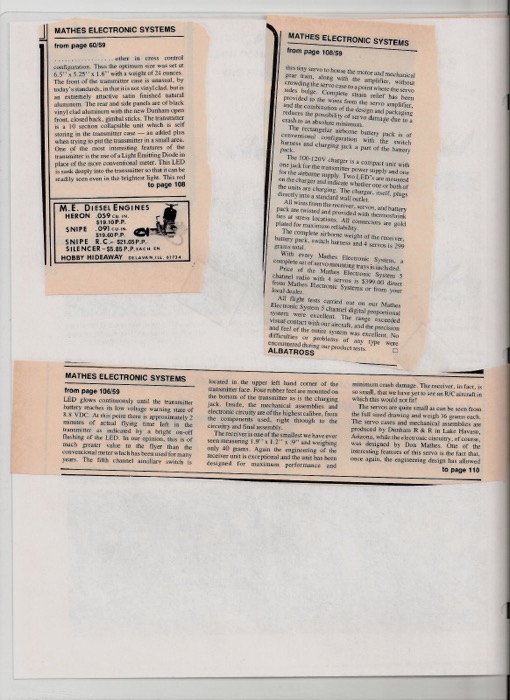 MATHES ELECTRONIC SYSTEMS
from page 60/59
either in cross control
configuration. Thus the optimum size was set at
6.5" x 5.25" x 1.6" with a weight of 24 ounces.
The front of the transmitter case is unusual, by
today's standards, in that it is not vinyl clad, but is
an extremely attractive satin finished natural
aluminum. The rear and side panels are of black
vinyl clad aluminum with the new Dunham open
front, closed back, gimbal sticks. The transmitter
is a 10 section collapsible unit which is self
storing in the transmitter case — an added plus
when trying to put the transmitter in a small area.
One of the most interesting features of the
transmitter is the use of a Light Emitting Diode in
place of the more conventional meter. This LED
is sunk deeply into the transmitter so that it can be
readily seen even in the brightest light. This red
to page 108
M.E. DIESEL ENGINES
HERON .059 CU. IN.
$19.10 P.P.
SNIPE .091 CU. IN.
$19.60 P.P.
SNIPE R.C.- $21.05 P.P.
SILENCER-$5.85 P.P. EACH EN
HOBBY HIDEAWAY DELAVAN, ILL. 61734
MATHES ELECTRONIC SYSTEMS
from page 108/59
this tiny servo to house the motor and mechanical
gear train, along with the amplifier, without
crowding the servo case to a point where the servo
sides bulge. Complete strain relief has been
provided to the wires from the servo amplifier,
and the combination of the design and packaging
reduces the possibility of servo damage due to a
crash to an absolute minimum.
The rectangular airborne battery pack is of
conventional configuration with the switch
harness and charging jack a part of the battery
pack.
The 100-120V charger is a compact unit with
one jack for the transmitter power supply and one
for the airborne supply. Two LED's are mounted
on the charger and indicate whether one or both of
the units are charging. The charger, itself, plugs
directly into a standard wall outlet.
All wires from the receiver, servos, and battery
pack are twisted and provided with thermoshrink
ties at stress locations. All connectors are gold
plated for maximum reliability.
The complete airborne weight of the receiver,
battery pack, switch harness and 4 servos is 299
grams total.
With every Mathes Electronic System, a
complete set of servo mounting trays is included.
Price of the Mathes Electronic System 5
channel radio with 4 servos is $399.00 direct
from Mathes Electronic Systems or from your
local dealer.
All flight tests carried out on our Mathes
Electronic System 5 channel digital proportional
system were excellent. The range exceeded
visual contact with our aircraft, and the precision
and feel of the entire system was excellent. No
difficulties or problems of any type were
encountered during our product tests.
ALBATROSS
MATHES ELECTRONIC SYSTEMS
from page 106/59
LED glows continuously until the transmitter
battery reaches its low voltage warning state of
8.8 VDC. At this point there is approximately 2
minutes of actual flying time left in the
transmitter as indicated by a bright on-off
flashing of the LED. In our opinion, this is of
much greater value to the flyer than the
conventional meter which has been used for many
years. The fifth channel auxiliary switch is
located in the upper left hand corner of the
transmitter face. Four rubber feet are mounted on
the bottom of the transmitter as is the charging
jack. Inside, the mechanical assemblies and
electronic circuitry are of the highest calibre, from
the components used, right through to the
circuitry and final assembly.
The receiver is one of the smallest we have ever
seen measuring 1.9" x 1.2" x .9" and weighing
only 40 grams. Again the engineering of the
receiver unit is exceptional and the unit has been
designed for maximum performance and
minimum crash damage. The receiver, in fact, is
so small, that we have yet to see an R/C aircraft in
which this would not fit!
The servos are quite small as can be seen from
the full sized drawing and weigh 36 grams each.
The servo cases and mechanical assemblies are
produced by Dunham R & R in Lake Havasu,
Arizona, while the electronic circuitry, of course,
was designed by Don Mathes. One of the
interesting features of this servo is the fact that,
once again, the engineering design has allowed
to page 110